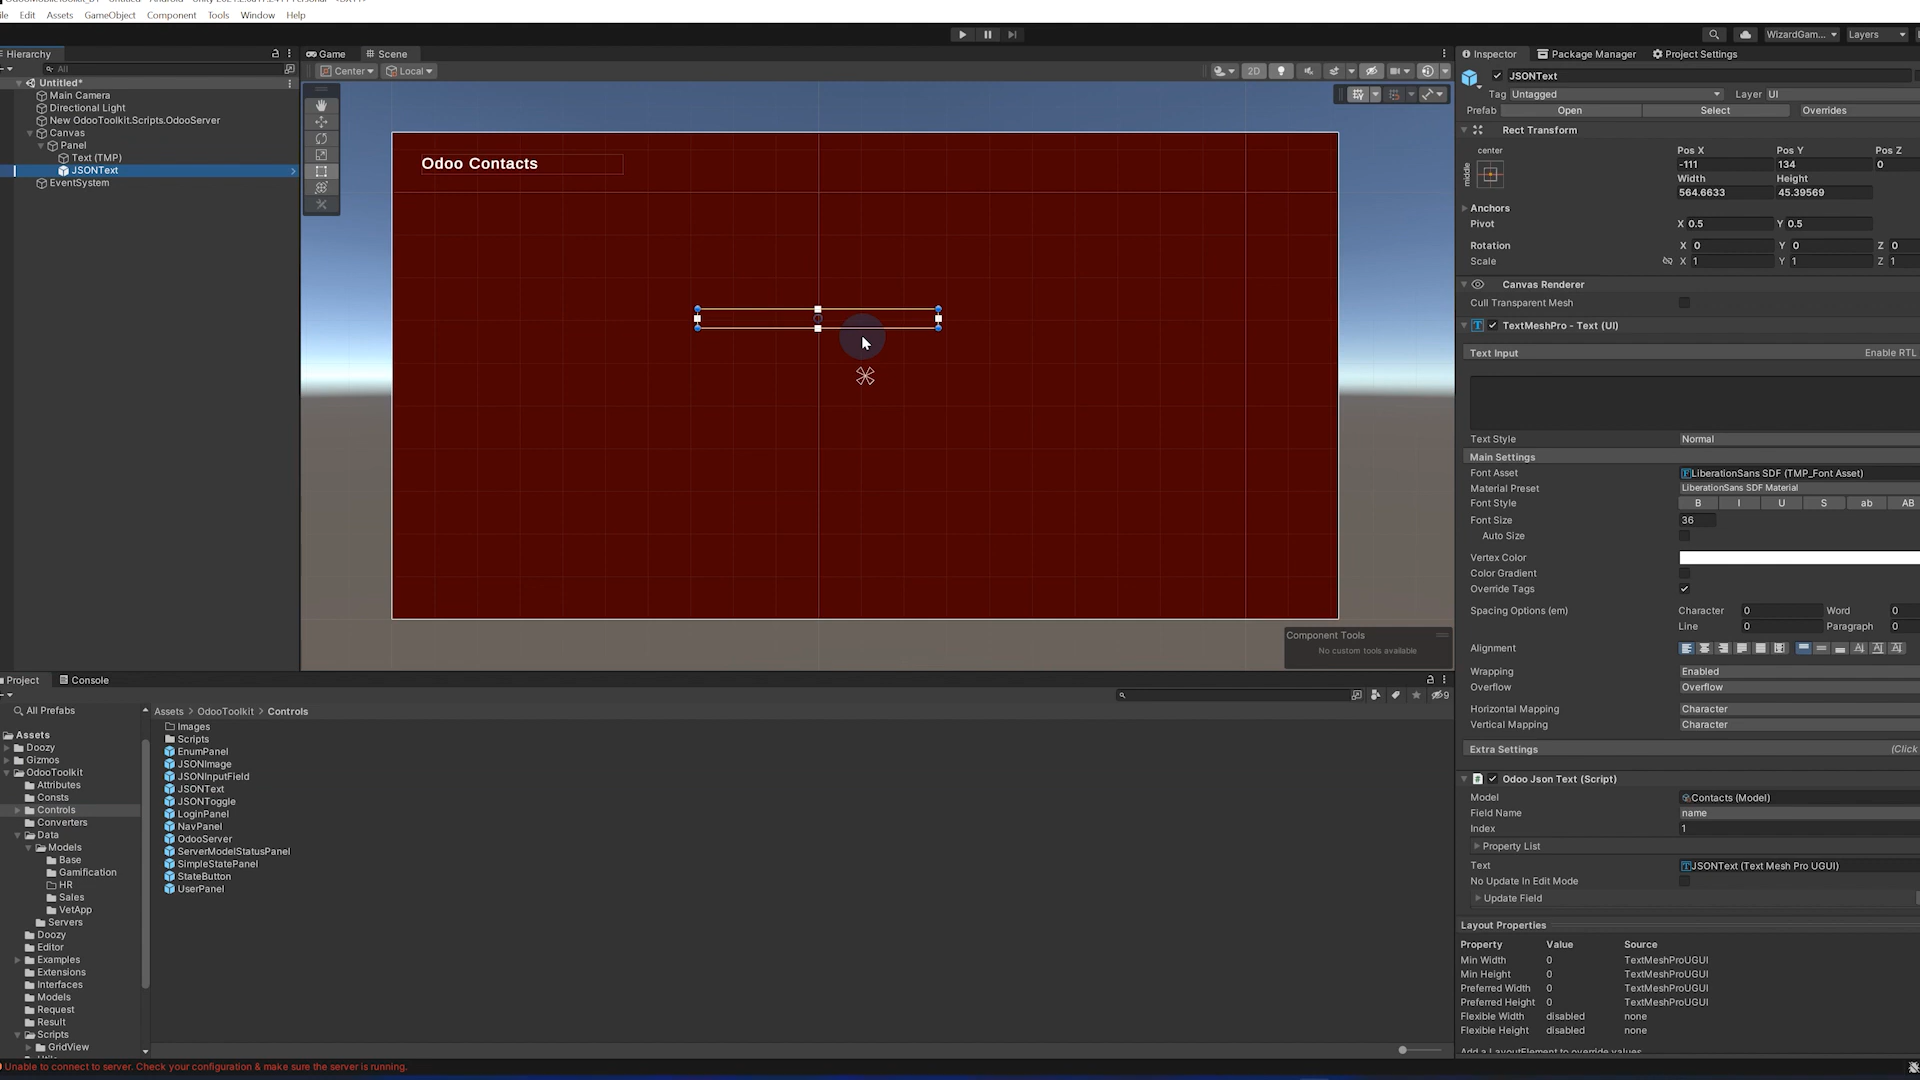 File Edit Assets GameObject Component Tools Window Help
WizardGam... Layers
Hierarchy
All
Untitled*
Main Camera
Directional Light
New OdooToolkit.Scripts.OdooServer
Canvas
Panel
Text (TMP)
JSONText
EventSystem
Game Scene
Center Local
2D
Odoo Contacts
Component Tools
No custom tools available
Inspector Package Manager Project Settings
JSONText
Tag Untagged Layer UI
Prefab Open Select Overrides
Rect Transform
center
middle
Pos X Pos Y Pos Z
-111 134 0
Width Height
564.6633 45.39569
Anchors
Pivot X 0.5 Y 0.5
Rotation X 0 Y 0 Z 0
Scale X 1 Y 1 Z 1
Canvas Renderer
Cull Transparent Mesh
TextMeshPro - Text (UI)
Text Input Enable RTL
Text Style Normal
Main Settings
Font Asset LiberationSans SDF (TMP_Font Asset)
Material Preset LiberationSans SDF Material
Font Style B I U S ab AB
Font Size 36
Auto Size
Vertex Color
Color Gradient
Override Tags
Spacing Options (em) Character 0 Word 0
Line 0 Paragraph 0
Alignment
Wrapping Enabled
Overflow Overflow
Horizontal Mapping Character
Vertical Mapping Character
Extra Settings (Click
Odoo Json Text (Script)
Model Contacts (Model)
Field Name name
Index 1
Property List
Text JSONText (Text Mesh Pro UGUI)
No Update In Edit Mode
Update Field
Layout Properties
Property Value Source
Min Width 0 TextMeshProUGUI
Min Height 0 TextMeshProUGUI
Preferred Width 0 TextMeshProUGUI
Preferred Height 0 TextMeshProUGUI
Flexible Width disabled none
Flexible Height disabled none
Add a LayoutElement to override values
Project Console
9
All Prefabs
Assets
Doozy
Gizmos
OdooToolkit
Attributes
Consts
Controls
Converters
Data
Models
Base
Gamification
HR
Sales
VetApp
Servers
Doozy
Editor
Examples
Extensions
Interfaces
Models
Request
Result
Scripts
GridView
Assets > OdooToolkit > Controls
Images
Scripts
EnumPanel
JSONImage
JSONInputField
JSONText
JSONToggle
LoginPanel
NavPanel
OdooServer
ServerModelStatusPanel
SimpleStatePanel
StateButton
UserPanel
Unable to connect to server. Check your configuration & make sure the server is running.